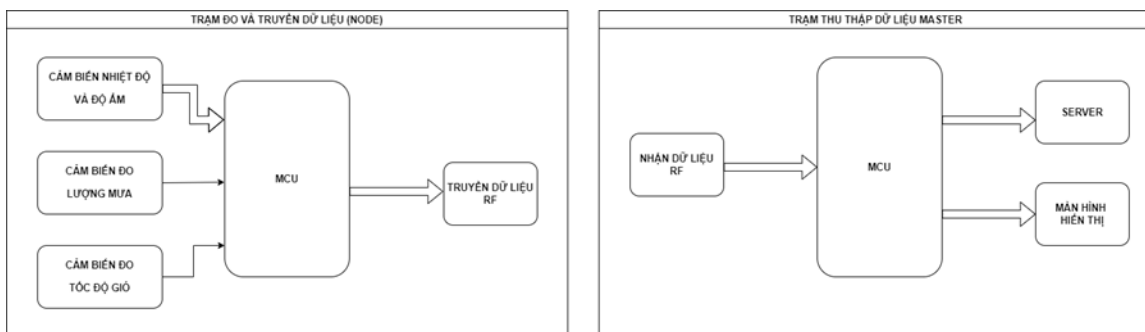 TRẠM ĐO VÀ TRUYỀN DỮ LIỆU (NODE)
CẢM BIẾN NHIỆT ĐỘ
VÀ ĐỘ ẨM
CẢM BIẾN ĐO
LƯỢNG MƯA
CẢM BIẾN ĐO
TỐC ĐỘ GIÓ
MCU
TRUYỀN DỮ LIỆU
RF
TRẠM THU THẬP DỮ LIỆU MASTER
NHẬN DỮ LIỆU
RF
MCU
SERVER
MÀN HÌNH
HIỂN THỊ